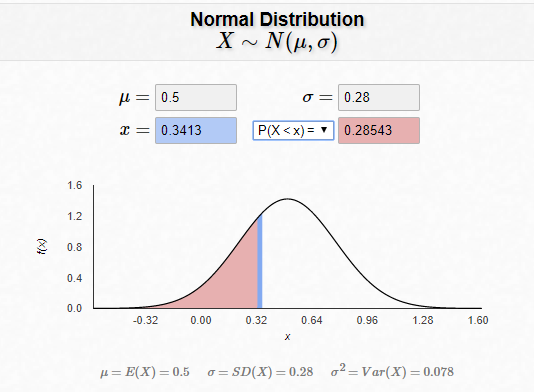 Normal Distribution
X ∼ N(μ, σ)
μ = 0.5 σ = 0.28
x = 0.3413 P(X < x) = ▼ 0.28543
1.6
1.2
0.8
0.4
0.0
f(x)
-0.32 0.00 0.32 0.64 0.96 1.28 1.60
x
μ = E(X) = 0.5 σ = SD(X) = 0.28 σ² = Var(X) = 0.078